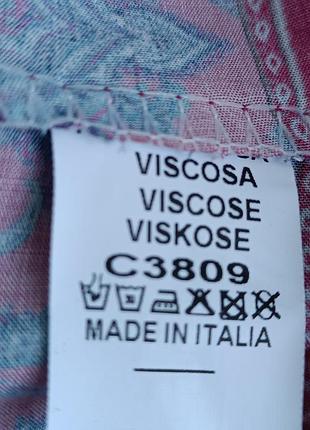 VISCOSA
VISCOSE
VISKOSE
C3809
MADE IN ITALIA